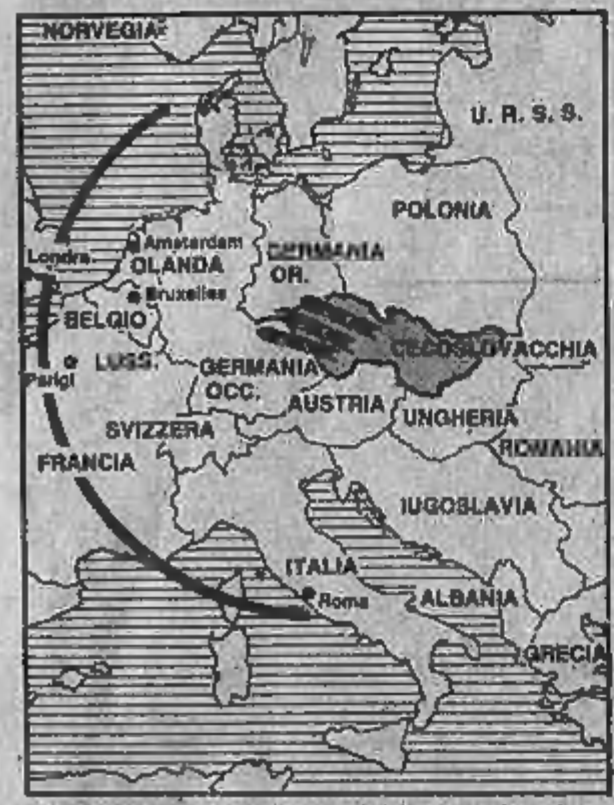 NORVEGIA
U. R. S. S.
POLONIA
Londra
Amsterdam
OLANDA
GERMANIA
OR.
Bruxelles
BELGIO
CECOSLOVACCHIA
LUSS.
Parigi
GERMANIA
OCC.
AUSTRIA
UNGHERIA
SVIZZERA
ROMANIA
FRANCIA
IUGOSLAVIA
ITALIA
Roma
ALBANIA
GRECIA